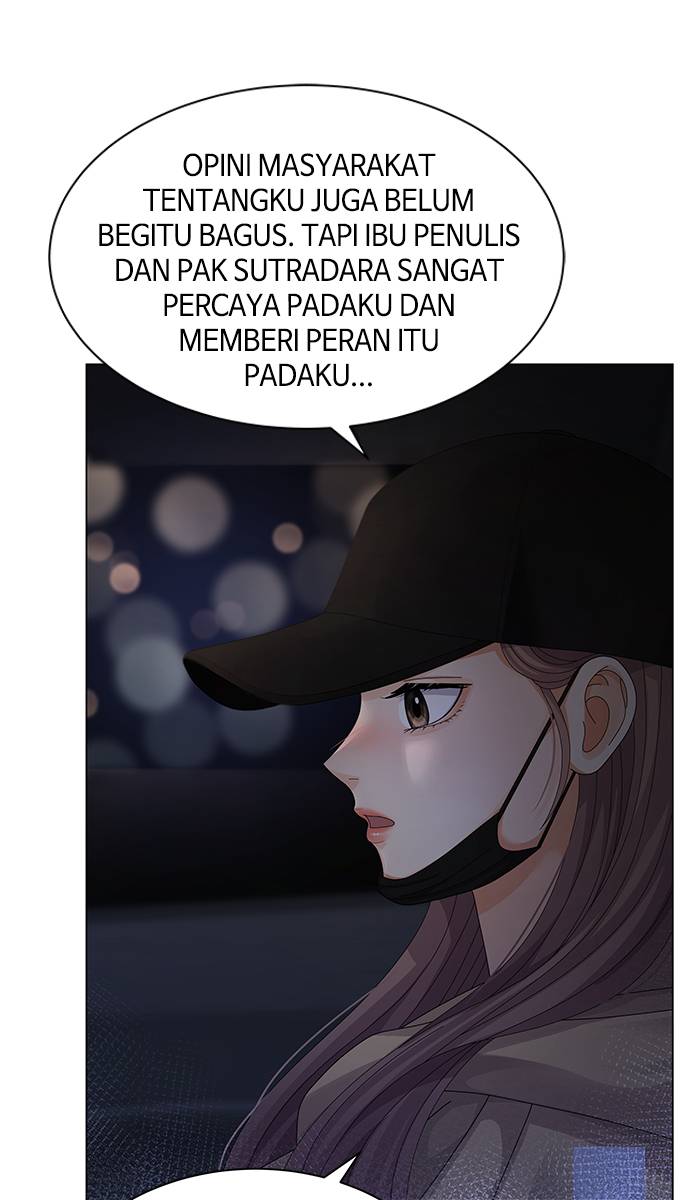 OPINI MASYARAKAT
TENTANGKU JUGA BELUM
BEGITU BAGUS. TAPI IBU PENULIS
DAN PAK SUTRADARA SANGAT
PERCAYA PADAKU DAN
MEMBERI PERAN ITU
PADAKU...